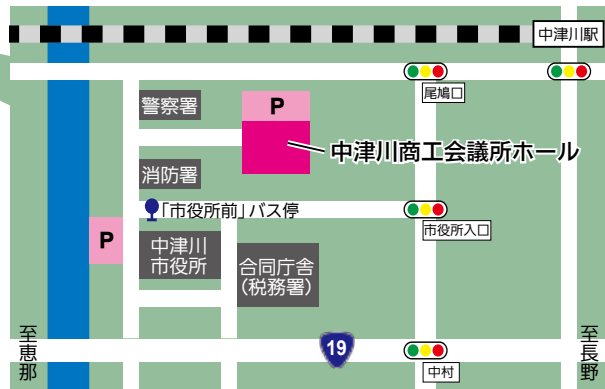 中津川駅
尾鳩口
警察署
P
中津川商工会議所ホール
消防署
「市役所前」バス停
市役所入口
P
中津川
市役所
合同庁舎
(税務署)
19
至恵那
中村
至長野